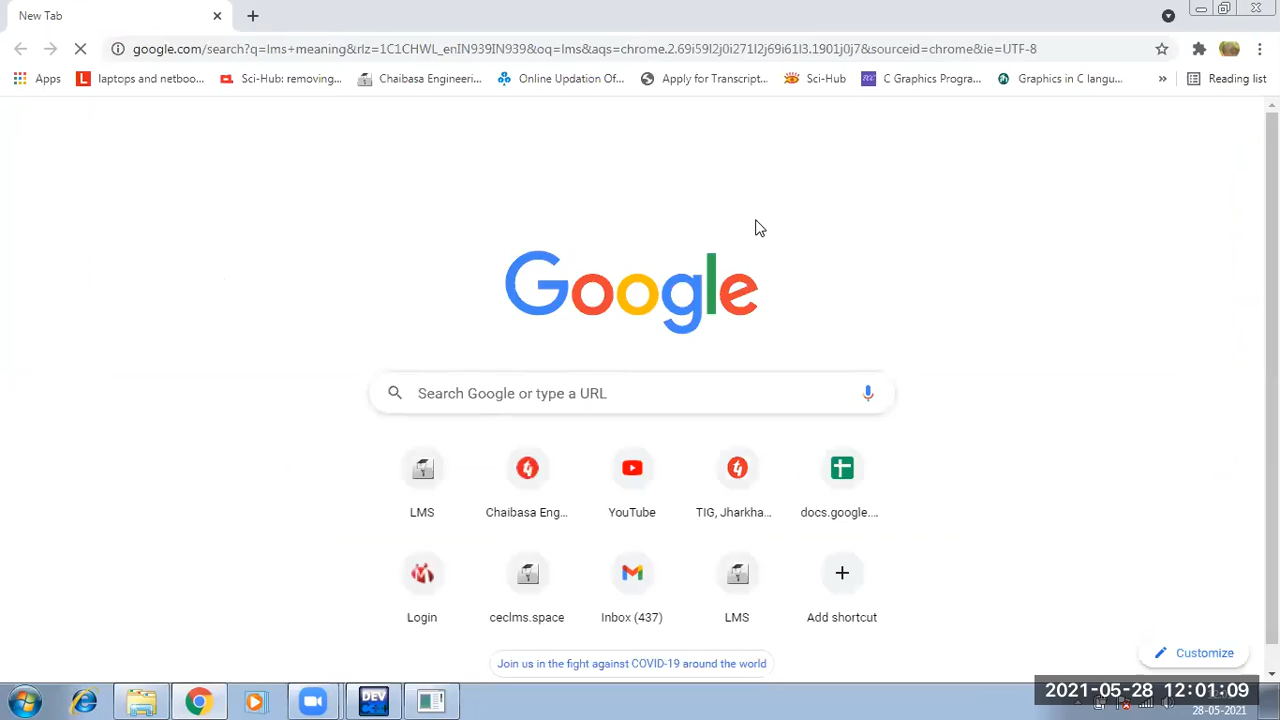 New Tab
google.com/search?q=lms+meaning&rlz=1C1CHWL_enIN939IN939&oq=lms&aqs=chrome.2.69i59l2j0i271l2j69i61l3.1901j0j7&sourceid=chrome&ie=UTF-8
Apps
laptops and netboo...
Sci-Hub removing...
Chaibasa Engineeri...
Online Updation Of...
Apply for Transcript...
Sci-Hub
C Graphics Progra...
Graphics in C langu...
»
Reading list
Google
Search Google or type a URL
LMS
Chaibasa Eng...
YouTube
TIG, Jharkha...
docs.google....
Login
ceclms.space
Inbox (437)
LMS
Add shortcut
Join us in the fight against COVID-19 around the world
Customize
DEV
2021-05-28 12:01:09
28-05-2021